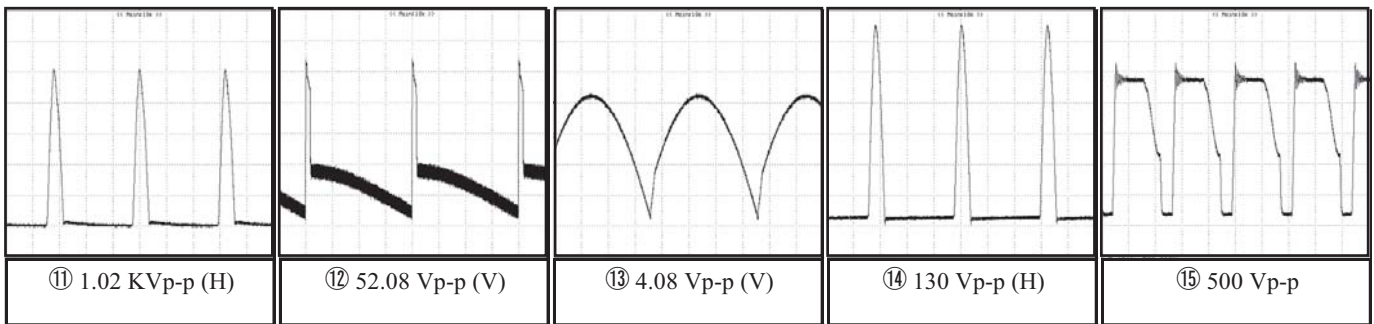 ⑪ 1.02 KVp-p (H)
⑫ 52.08 Vp-p (V)
⑬ 4.08 Vp-p (V)
⑭ 130 Vp-p (H)
⑮ 500 Vp-p